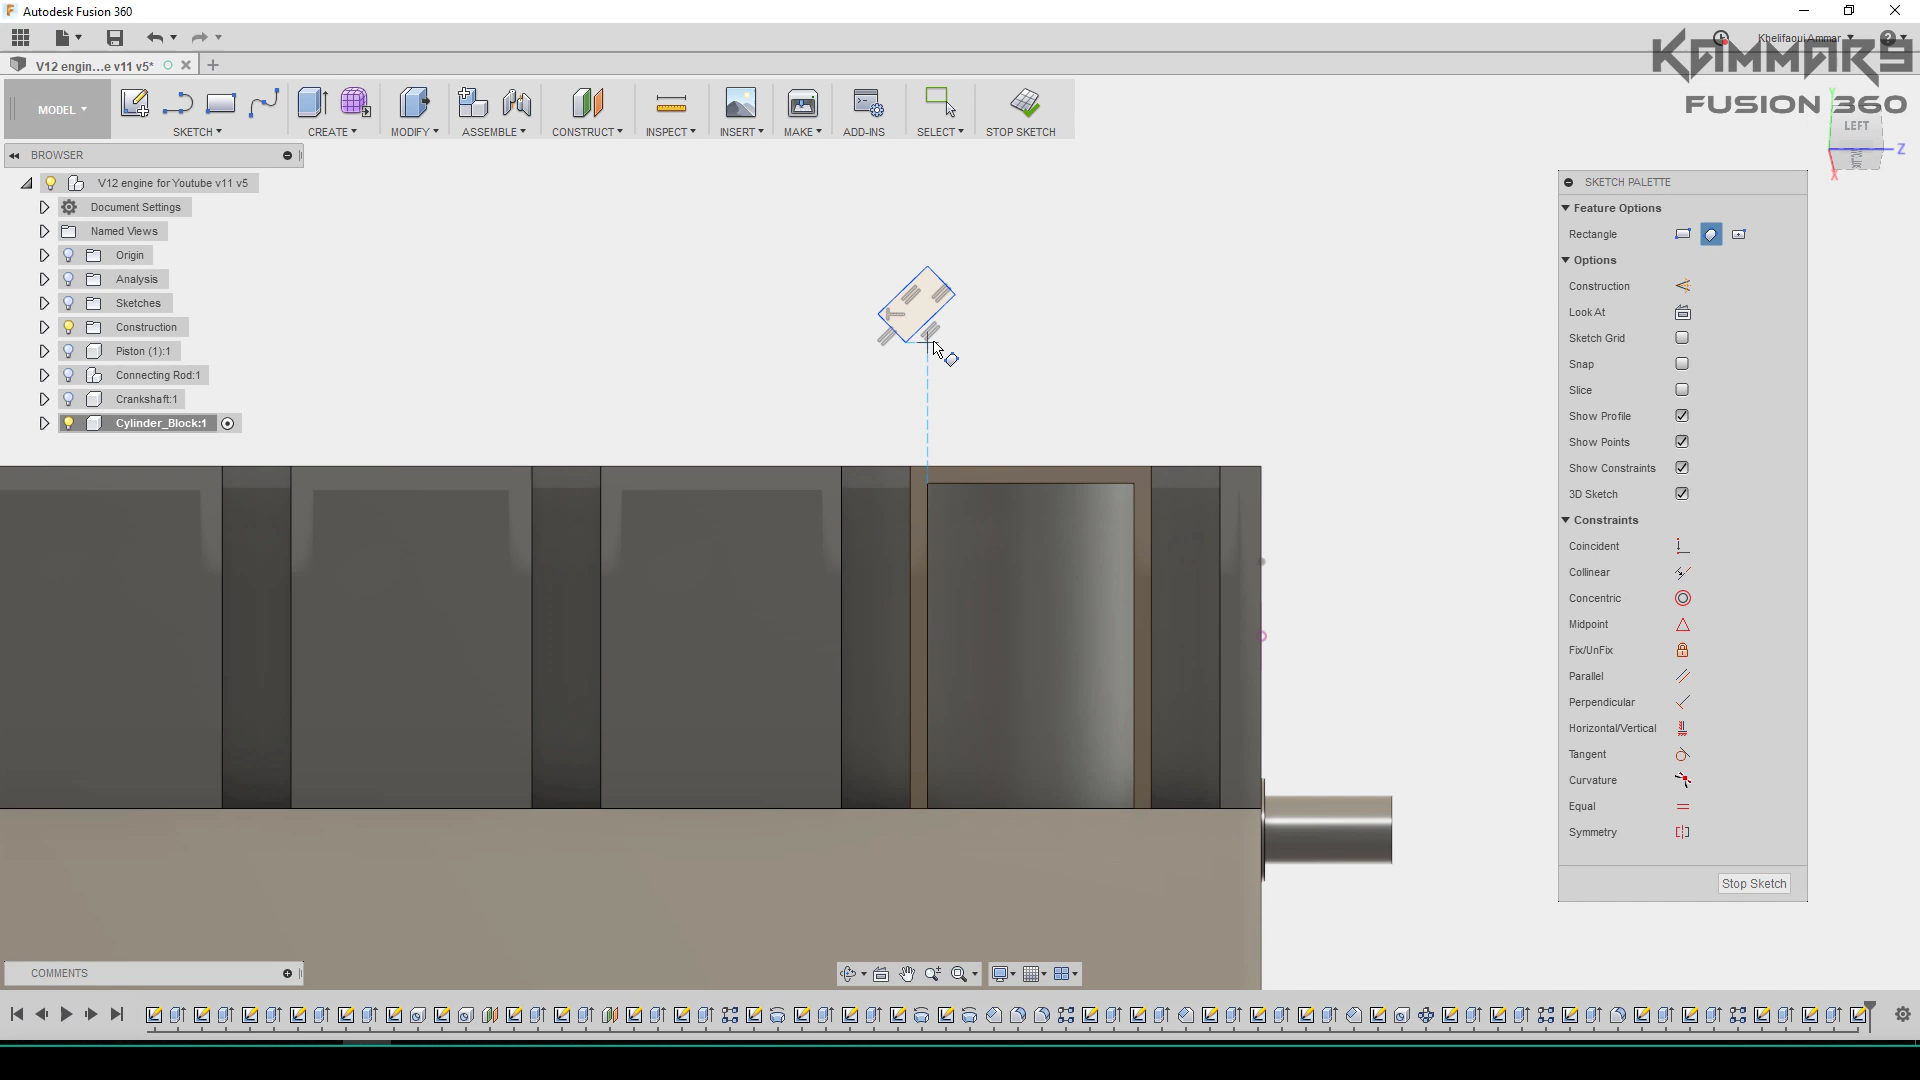 Autodesk Fusion 360
Khelifaoui Ammar
KAMMAR9
FUSION 360
V12 engin...e v11 v5*
MODEL
SKETCH
CREATE
MODIFY
ASSEMBLE
CONSTRUCT
INSPECT
INSERT
MAKE
ADD-INS
SELECT
STOP SKETCH
Y
LEFT
Z
X
BROWSER
V12 engine for Youtube v11 v5
Document Settings
Named Views
Origin
Analysis
Sketches
Construction
Piston (1):1
Connecting Rod:1
Crankshaft:1
Cylinder_Block:1
SKETCH PALETTE
Feature Options
Rectangle
Options
Construction
Look At
Sketch Grid
Snap
Slice
Show Profile
Show Points
Show Constraints
3D Sketch
Constraints
Coincident
Collinear
Concentric
Midpoint
Fix/UnFix
Parallel
Perpendicular
Horizontal/Vertical
Tangent
Curvature
Equal
Symmetry
Stop Sketch
COMMENTS